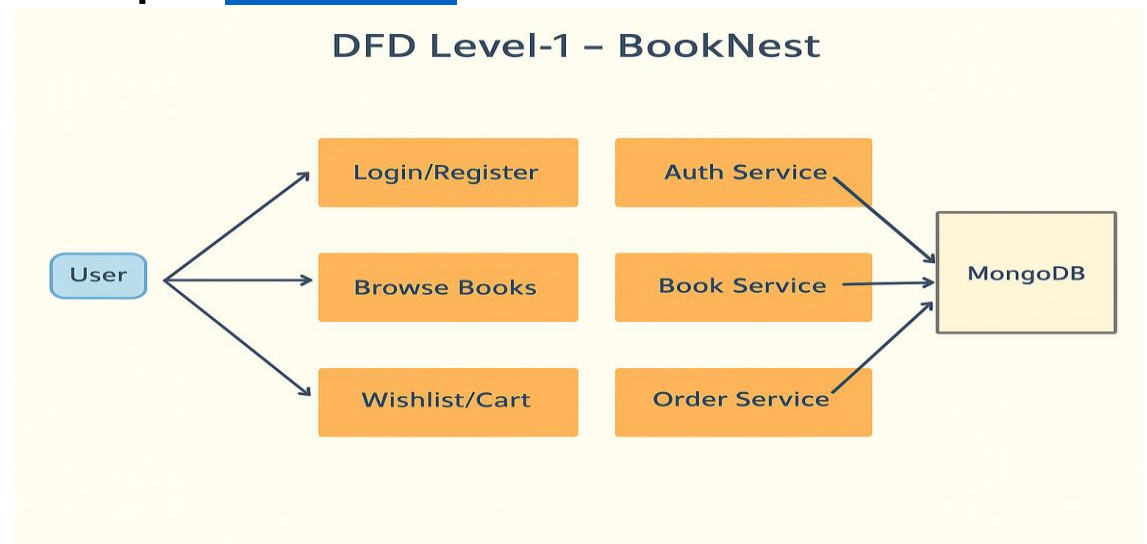 DFD Level-1 – BookNest
Login/Register
Auth Service
User
Browse Books
Book Service
MongoDB
Wishlist/Cart
Order Service